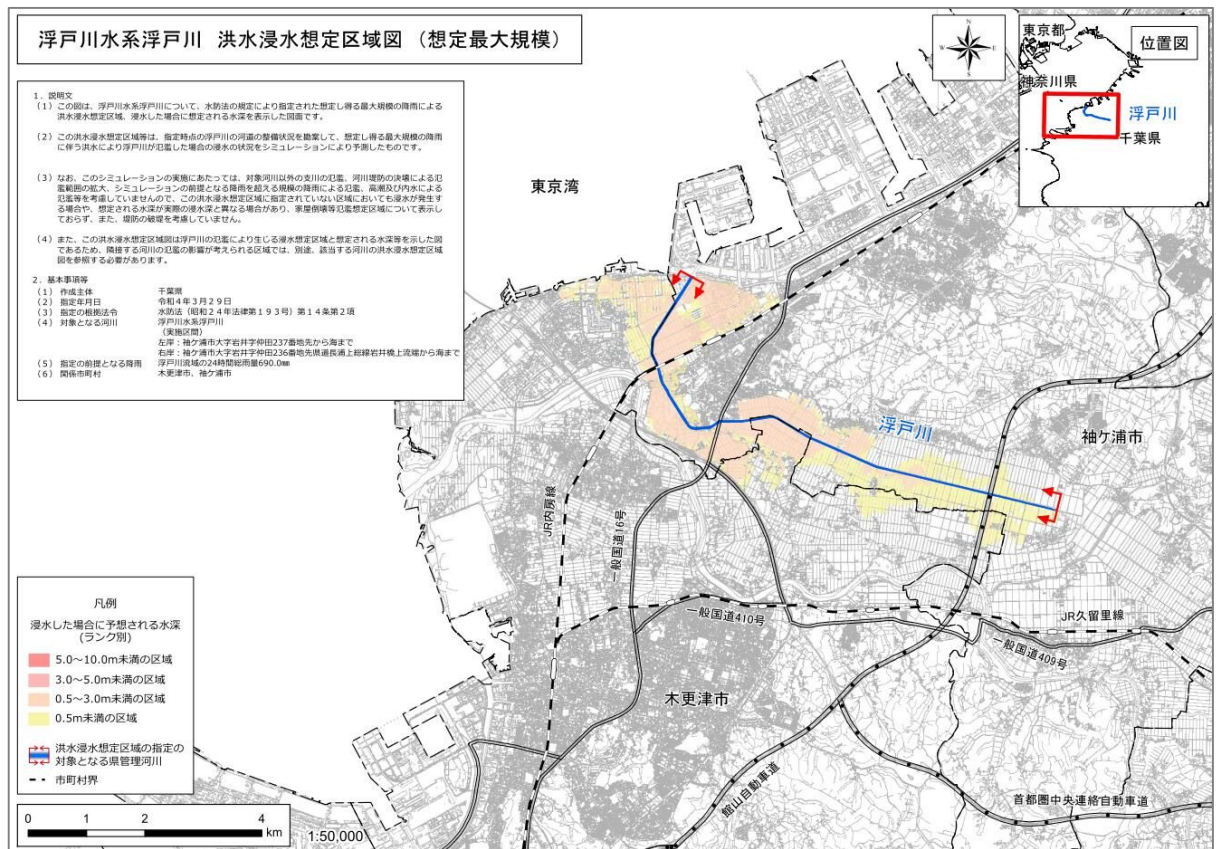 浮戸川水系浮戸川 洪水浸水想定区域図 (想定最大規模)
1. 説明文
(1) この図は、浮戸川水系浮戸川について、水防法の規定により指定された想定し得る最大規模の降雨による
洪水浸水想定区域、浸水した場合に想定される水深を表示した図面です。
(2) この洪水浸水想定区域等は、指定時点の浮戸川の河道の整備状況を勘案して、想定し得る最大規模の降雨
に伴う洪水により浮戸川が氾濫した場合の浸水の状況をシミュレーションにより予測したものです。
(3) なお、このシミュレーションの実施にあたっては、対象河川以外の支川の氾濫、河川堤防の決壊による氾
濫範囲の拡大、シミュレーションの前提となる降雨を超える規模の降雨による氾濫、高潮及び内水による
氾濫等を考慮していませんので、この洪水浸水想定区域に指定されていない区域においても浸水が発生す
る場合や、想定される水深が実際の浸水深と異なる場合があり、家屋倒壊等氾濫想定区域について表示し
ておらず、また、堤防の破堤を考慮していません。
(4) また、この洪水浸水想定区域図は浮戸川の氾濫により生じる浸水想定区域と想定される水深等を示した図
であるため、隣接する河川の氾濫の影響が考えられる区域では、別途、該当する河川の洪水浸水想定区域
図を参照する必要があります。
2. 基本事項等
(1) 作成主体 千葉県
(2) 指定年月日 令和4年3月29日
(3) 指定の根拠法令 水防法(昭和24年法律第193号)第14条第2項
(4) 対象となる河川 浮戸川水系浮戸川
(実施区間)
左岸:袖ケ浦市大字岩井字仲田237番地先から海まで
右岸:袖ケ浦市大字岩井字仲田236番地先県道長浦上総線岩井橋上流端から海まで
(5) 指定の前提となる降雨 浮戸川流域の24時間総雨量690.0㎜
(6) 関係市町村 木更津市、袖ケ浦市
N
W
E
S
東京都
位置図
神奈川県
浮戸川
千葉県
東京湾
浮戸川
袖ケ浦市
JR内房線
一般国道16号
一般国道410号
JR久留里線
一般国道409号
木更津市
館山自動車道
首都圏中央連絡自動車道
凡例
浸水した場合に予想される水深
(ランク別)
5.0～10.0m未満の区域
3.0～5.0m未満の区域
0.5～3.0m未満の区域
0.5m未満の区域
洪水浸水想定区域の指定の
対象となる県管理河川
市町村界
0 1 2 4
km
1:50,000